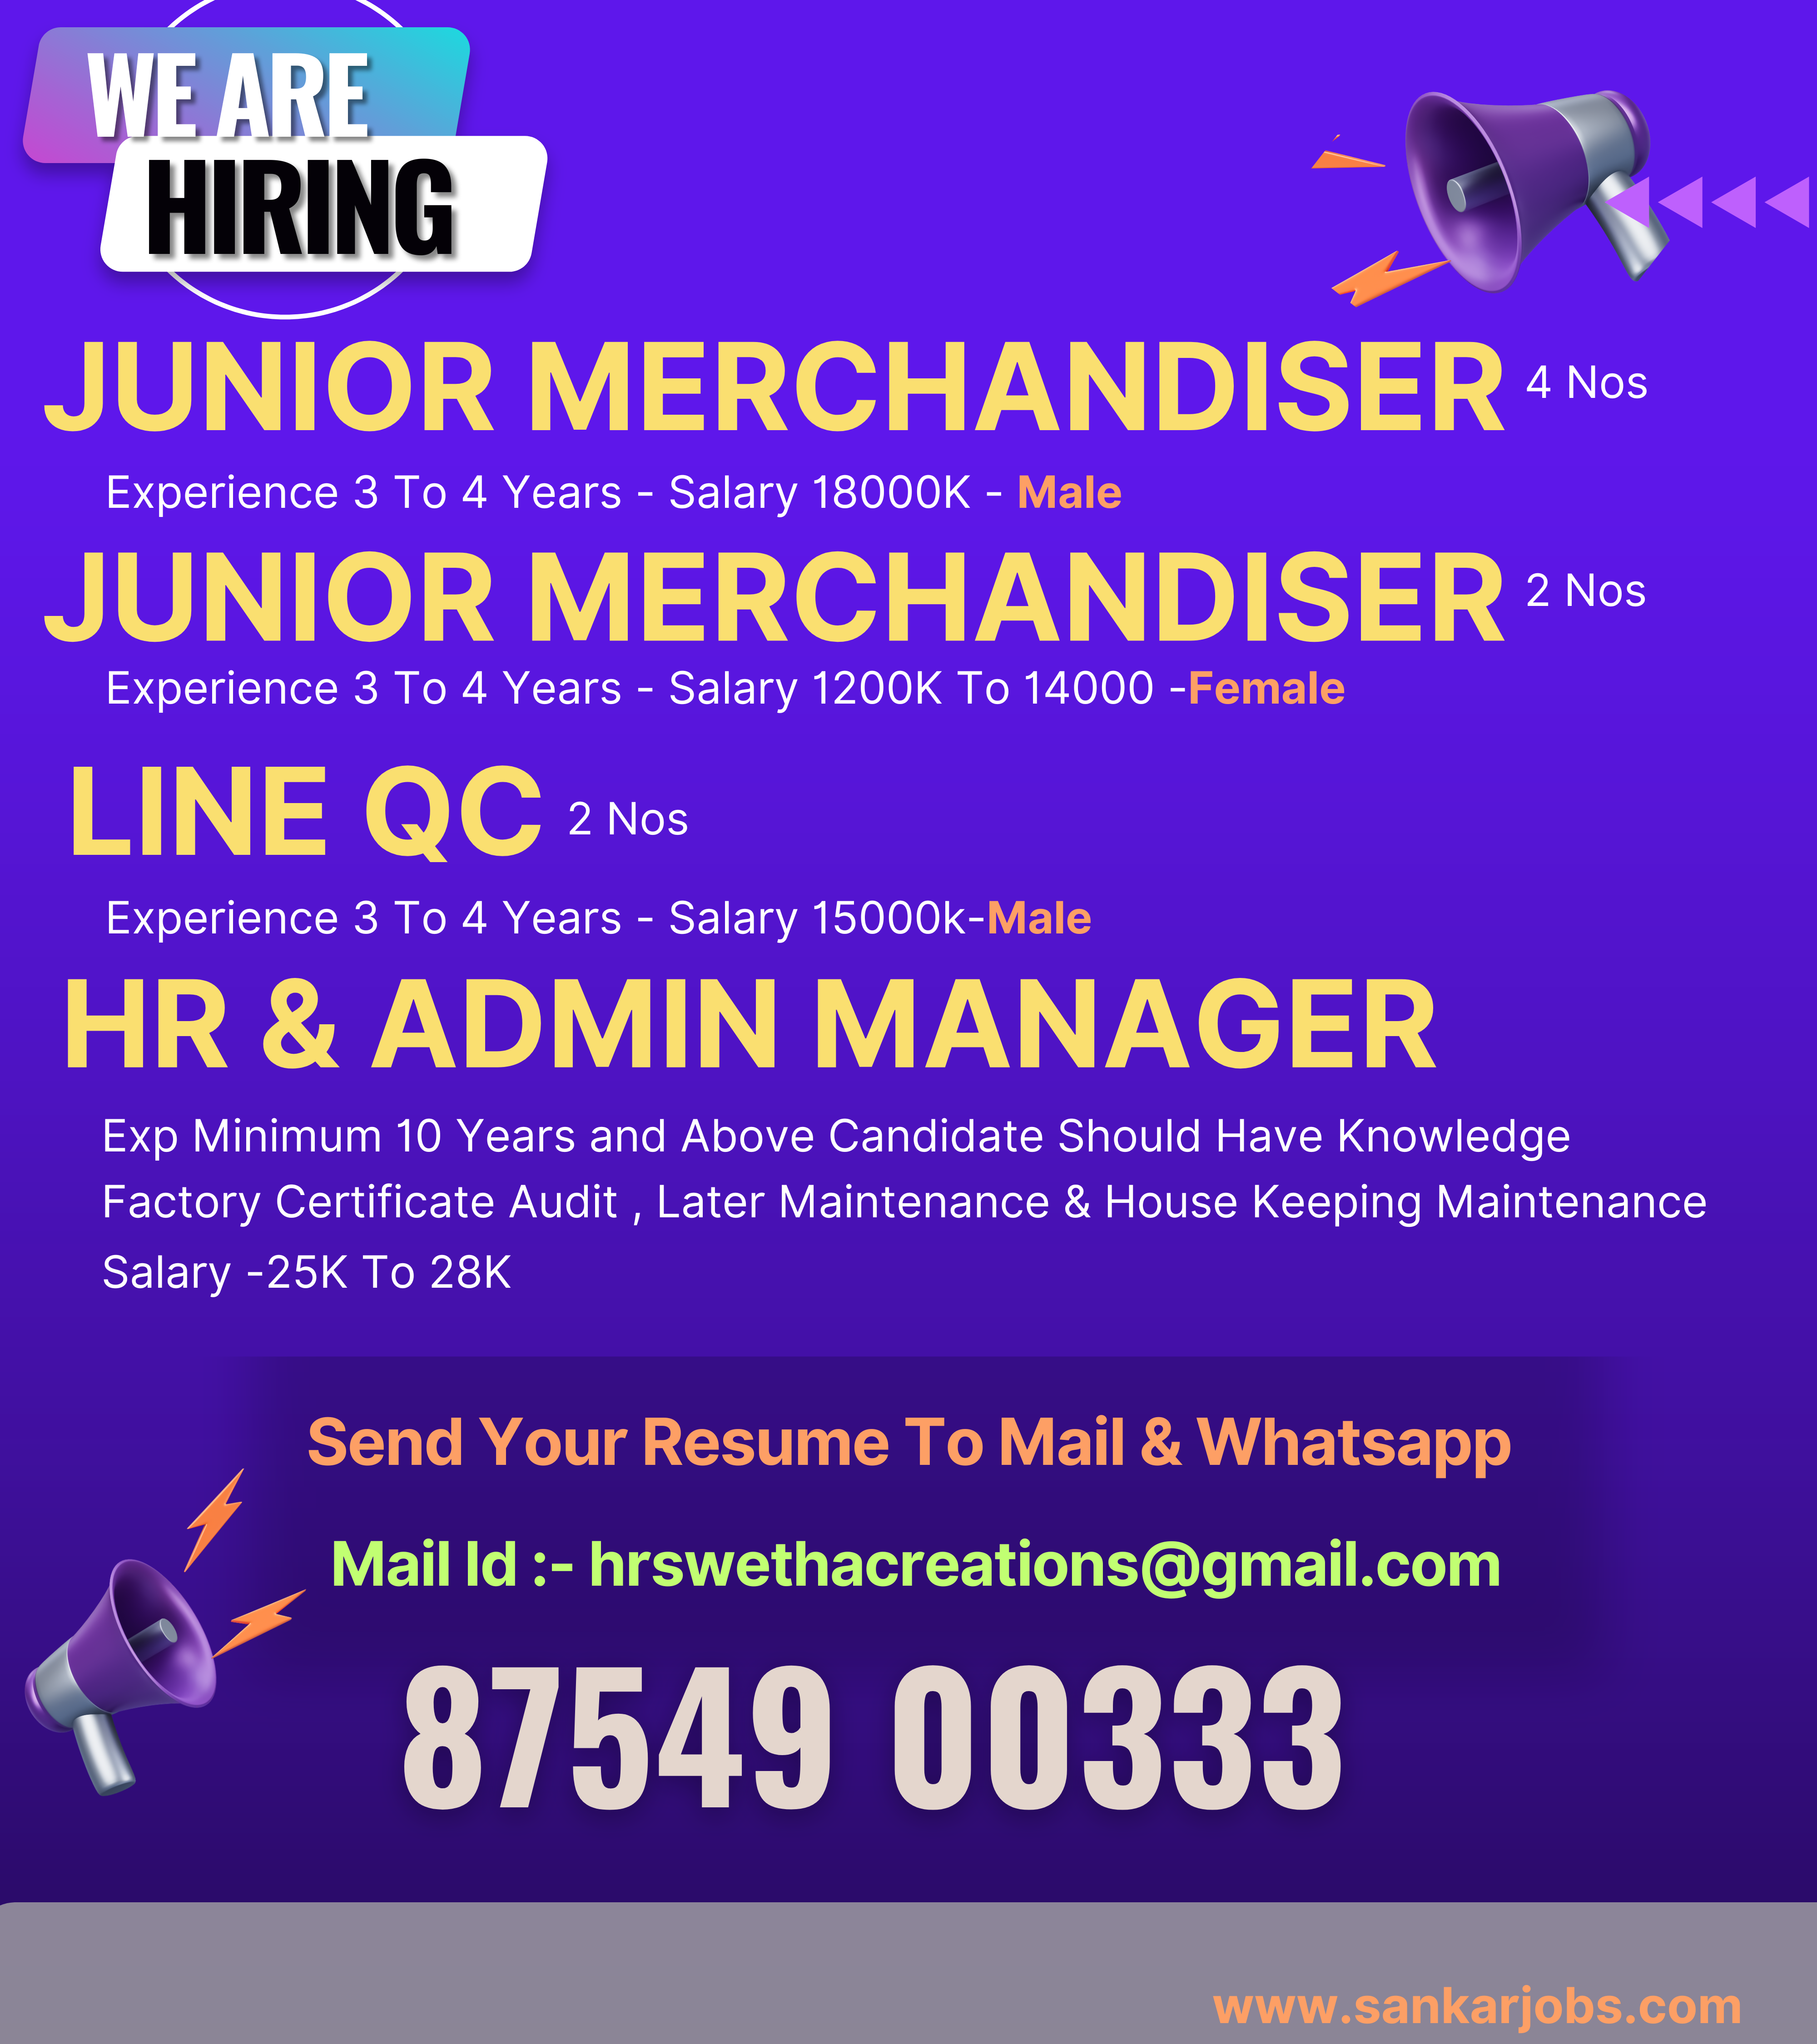 WE ARE
HIRING
JUNIOR MERCHANDISER 4 Nos
Experience 3 To 4 Years - Salary 18000K - Male
JUNIOR MERCHANDISER 2 Nos
Experience 3 To 4 Years - Salary 1200K To 14000 -Female
LINE QC 2 Nos
Experience 3 To 4 Years - Salary 15000k-Male
HR & ADMIN MANAGER
Exp Minimum 10 Years and Above Candidate Should Have Knowledge
Factory Certificate Audit , Later Maintenance & House Keeping Maintenance
Salary -25K To 28K
Send Your Resume To Mail & Whatsapp
Mail Id :- hrswethacreations@gmail.com
87549 00333
www.sankarjobs.com